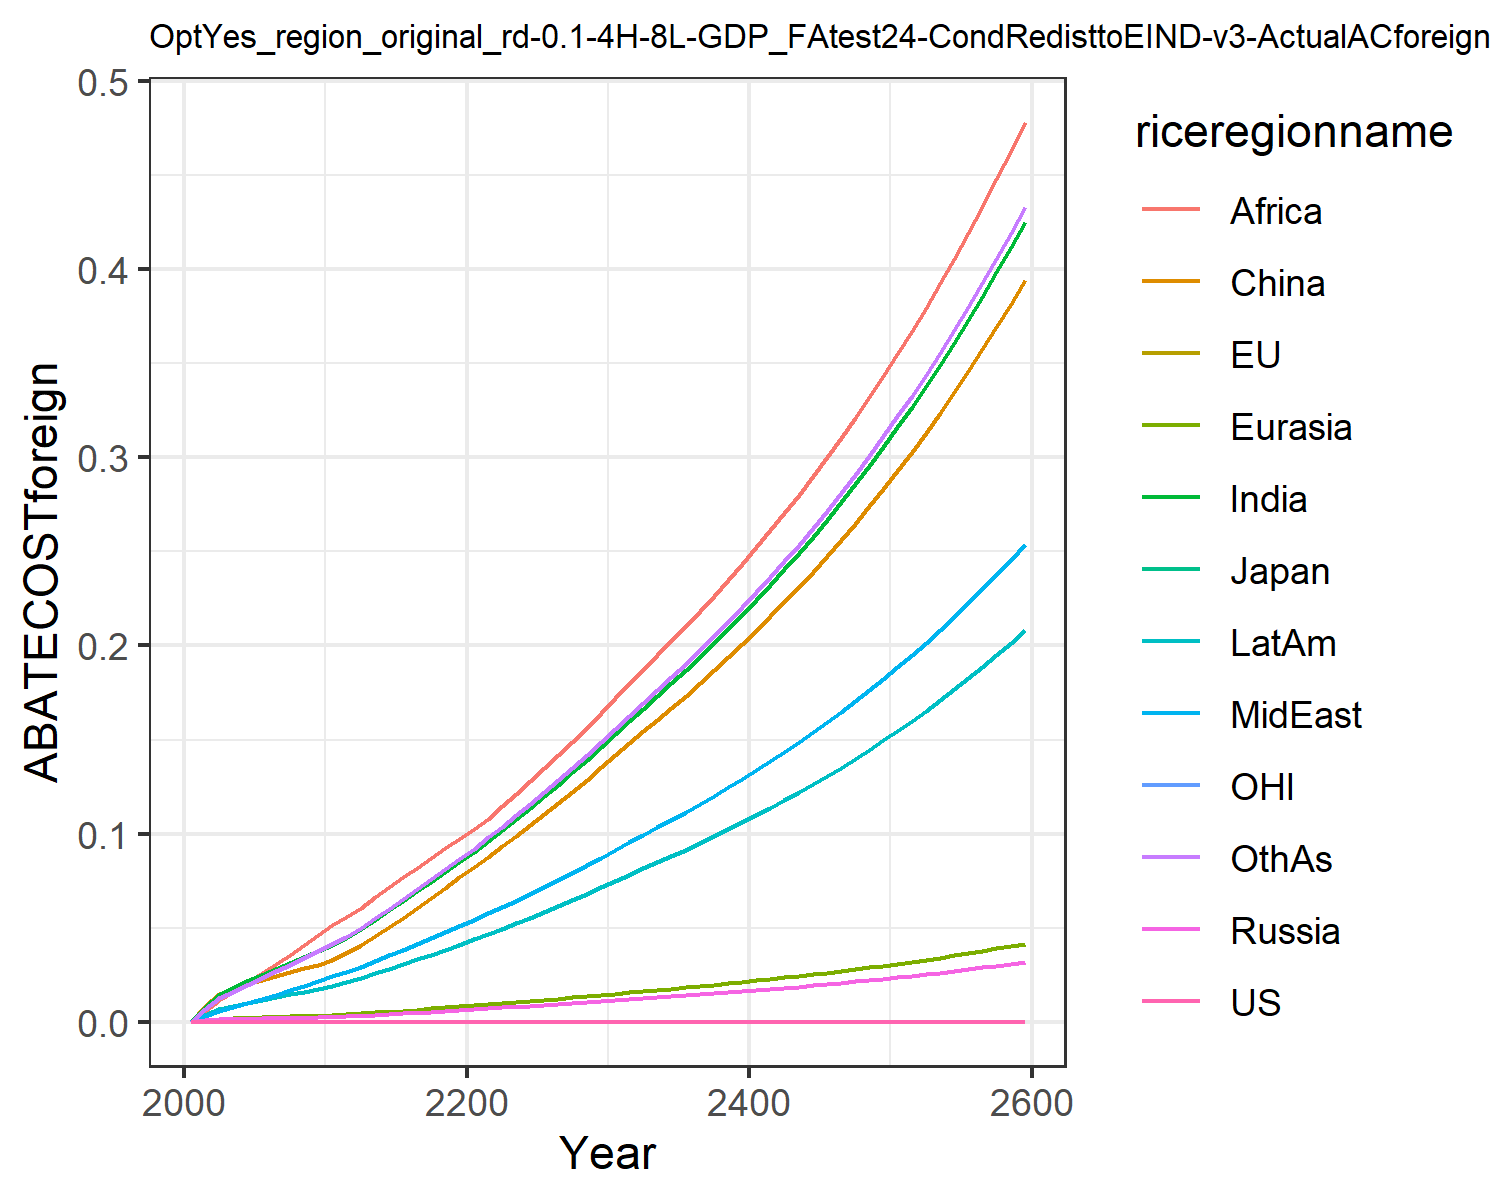 OptYes_region_original_rd-0.1-4H-8L-GDP_FAtest24-CondRedisttoEIND-v3-ActualACforeign
0.5
0.4
0.3
0.2
0.1
0.0
ABATECOSTforeign
2000
2200
2400
2600
Year
riceregionname
Africa
China
EU
Eurasia
India
Japan
LatAm
MidEast
OHI
OthAs
Russia
US